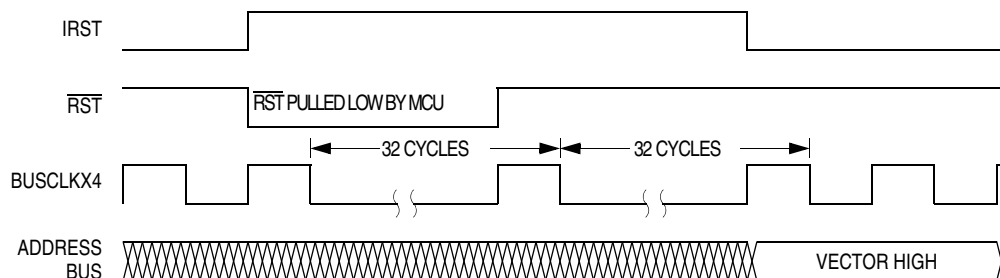 IRST
RST
RST PULLED LOW BY MCU
32 CYCLES
32 CYCLES
BUSCLKX4
ADDRESS
BUS
VECTOR HIGH